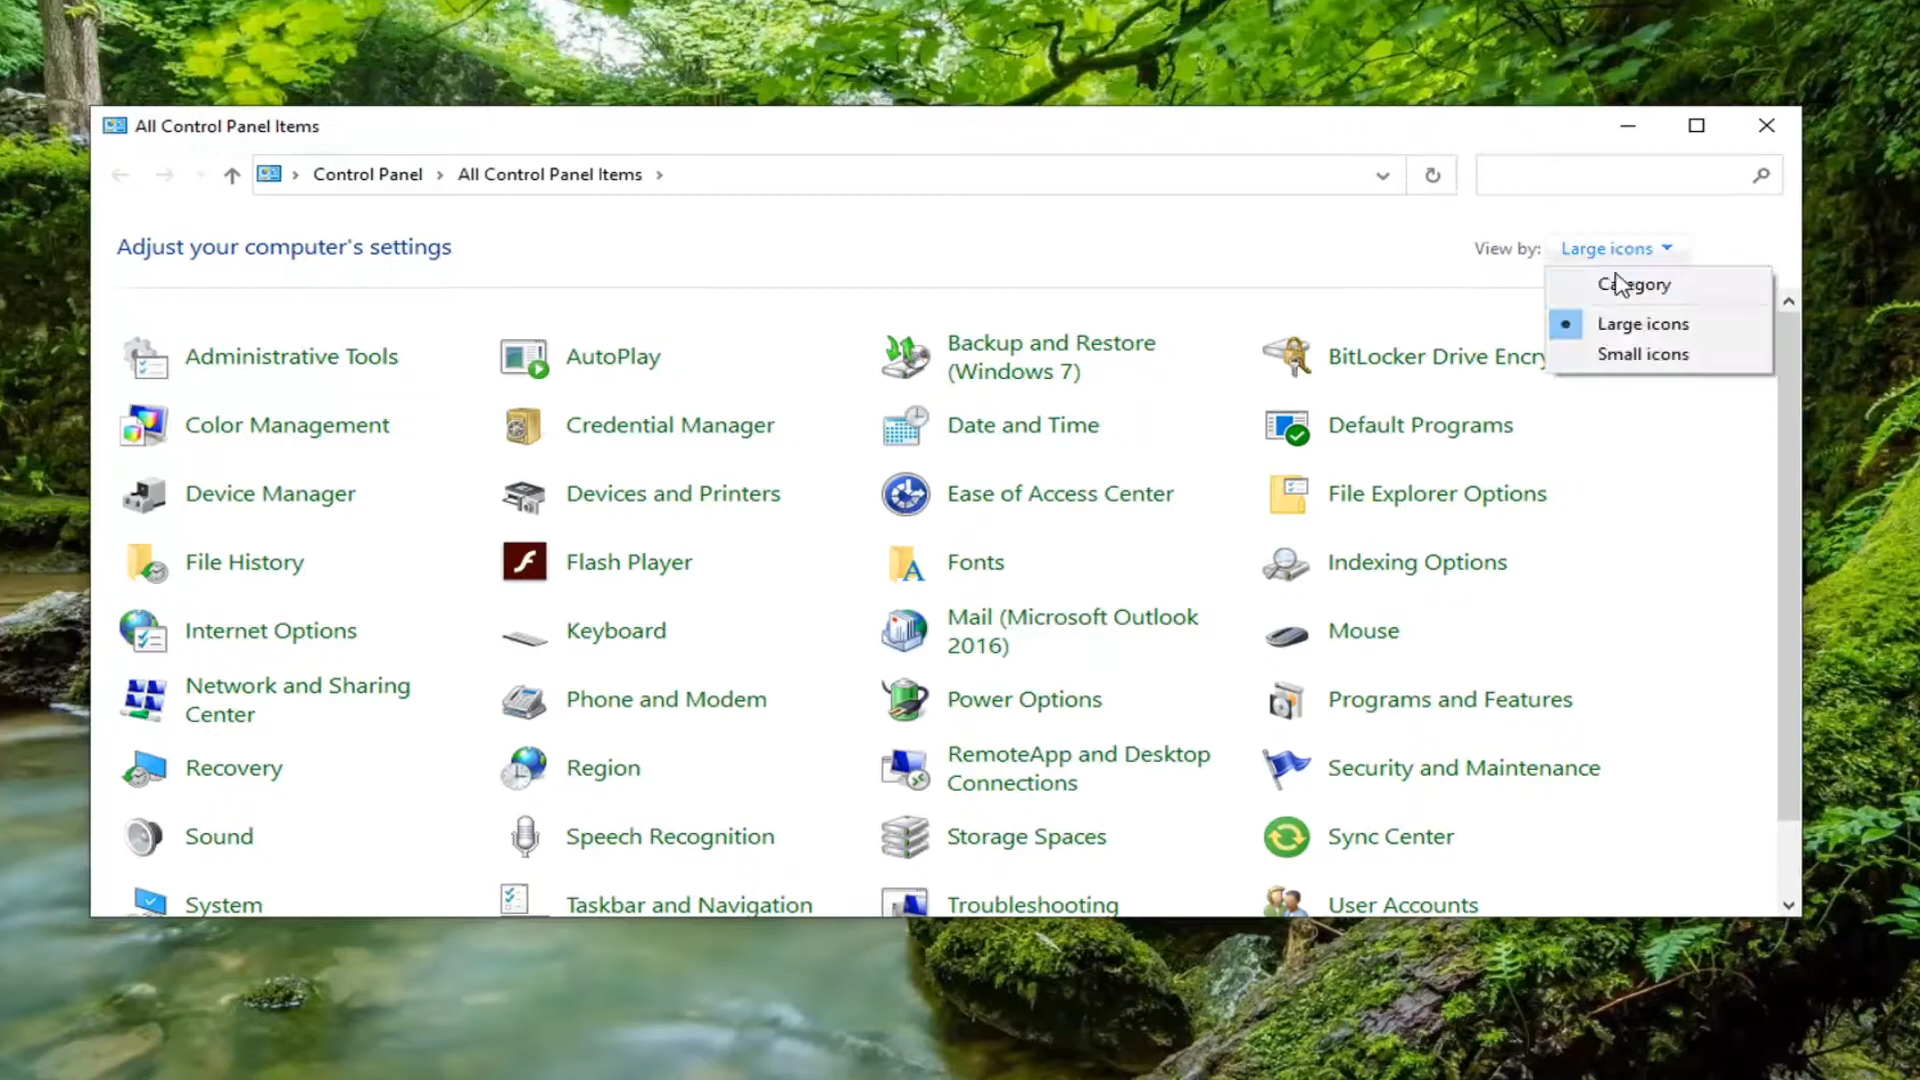 All Control Panel Items
Control Panel All Control Panel Items
Adjust your computer's settings
View by: Large icons
Category
Large icons
Small icons
Administrative Tools
AutoPlay
Backup and Restore
(Windows 7)
BitLocker Drive Encry
Color Management
Credential Manager
Date and Time
Default Programs
Device Manager
Devices and Printers
Ease of Access Center
File Explorer Options
File History
Flash Player
Fonts
Indexing Options
Internet Options
Keyboard
Mail (Microsoft Outlook
2016)
Mouse
Network and Sharing
Center
Phone and Modem
Power Options
Programs and Features
Recovery
Region
RemoteApp and Desktop
Connections
Security and Maintenance
Sound
Speech Recognition
Storage Spaces
Sync Center
System
Taskbar and Navigation
Troubleshooting
User Accounts